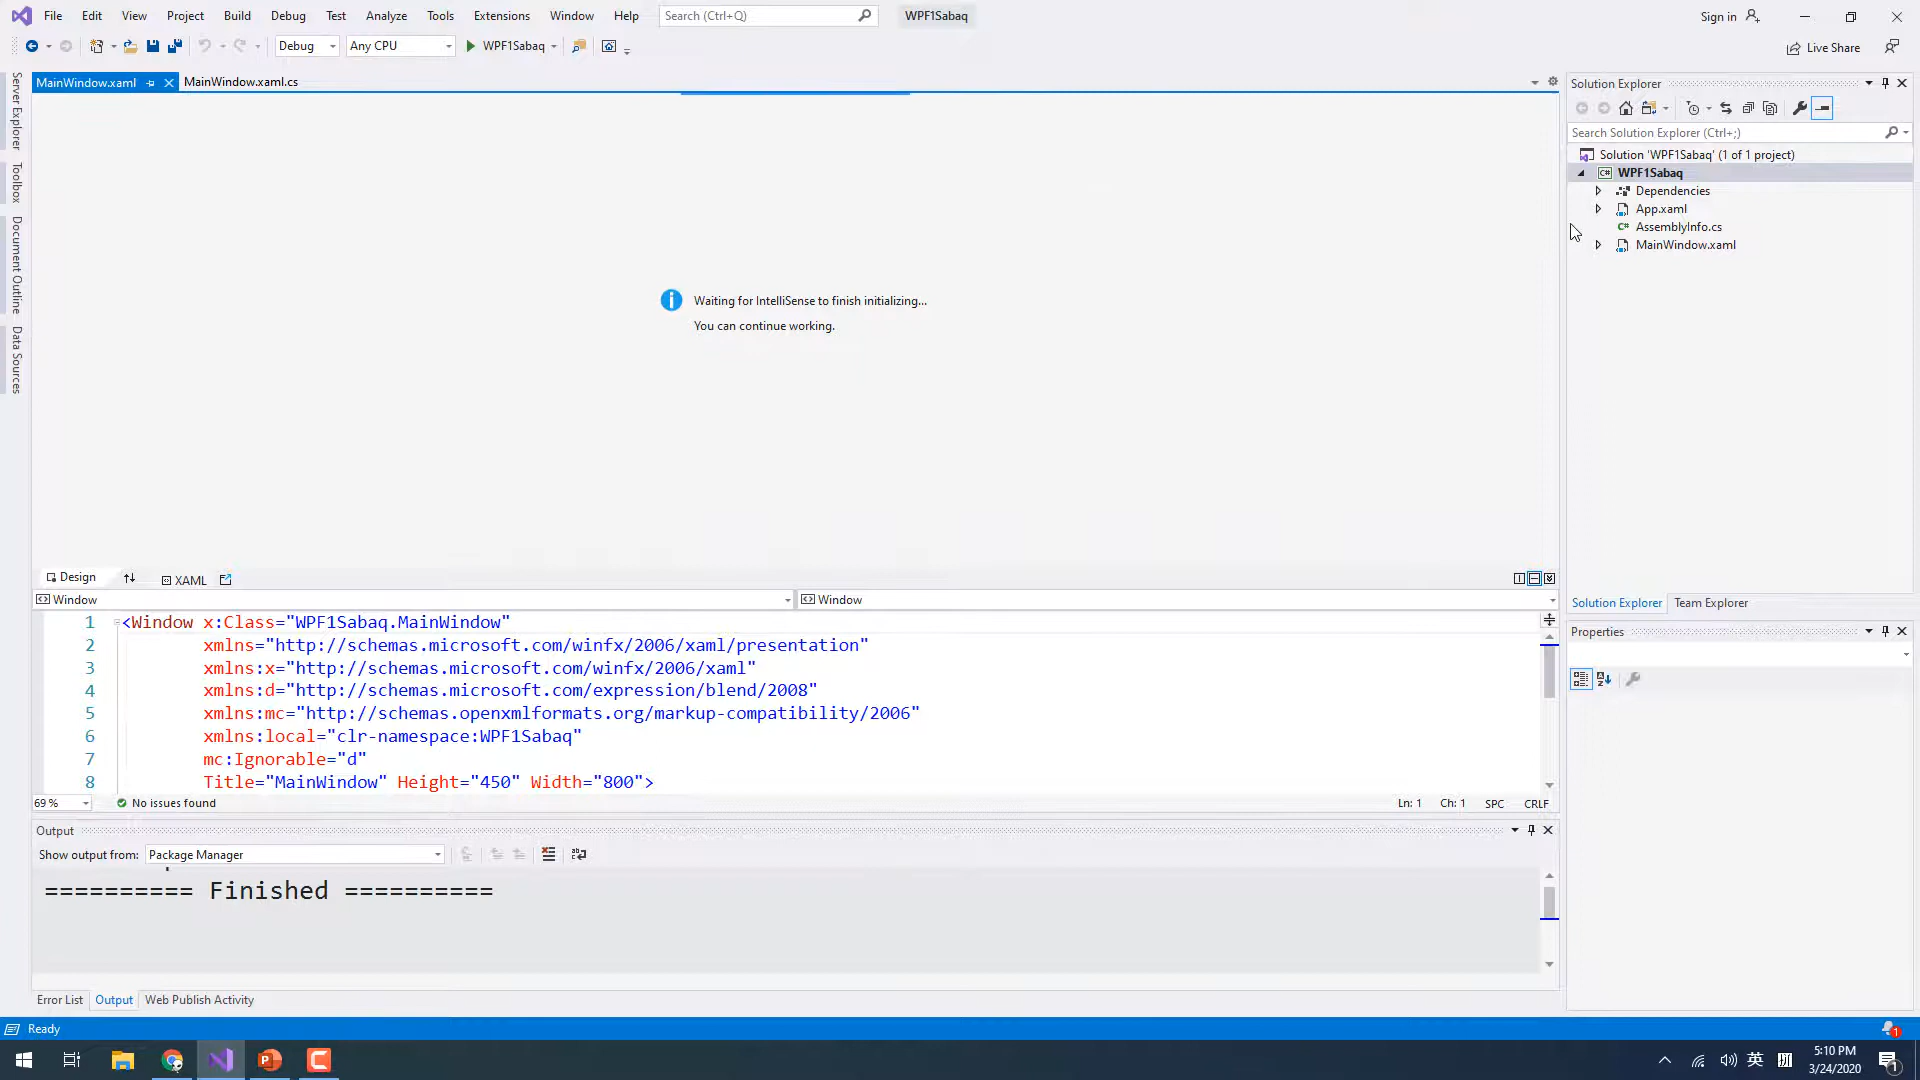 File Edit View Project Build Debug Test Analyze Tools Extensions Window Help Search (Ctrl+Q) WPF1Sabaq Sign in
Debug Any CPU WPF1Sabaq Live Share
MainWindow.xaml MainWindow.xaml.cs
Server Explorer
Toolbox
Document Outline
Data Sources
Waiting for IntelliSense to finish initializing...
You can continue working.
Design XAML
Window Window
1 <Window x:Class="WPF1Sabaq.MainWindow"
2 xmlns="http://schemas.microsoft.com/winfx/2006/xaml/presentation"
3 xmlns:x="http://schemas.microsoft.com/winfx/2006/xaml"
4 xmlns:d="http://schemas.microsoft.com/expression/blend/2008"
5 xmlns:mc="http://schemas.openxmlformats.org/markup-compatibility/2006"
6 xmlns:local="clr-namespace:WPF1Sabaq"
7 mc:Ignorable="d"
8 Title="MainWindow" Height="450" Width="800">
69 % No issues found Ln: 1 Ch: 1 SPC CRLF
Output
Show output from: Package Manager
========== Finished ==========
Error List Output Web Publish Activity
Solution Explorer
Search Solution Explorer (Ctrl+;)
Solution 'WPF1Sabaq' (1 of 1 project)
WPF1Sabaq
Dependencies
App.xaml
AssemblyInfo.cs
MainWindow.xaml
Solution Explorer Team Explorer
Properties
Ready
英
5:10 PM
3/24/2020